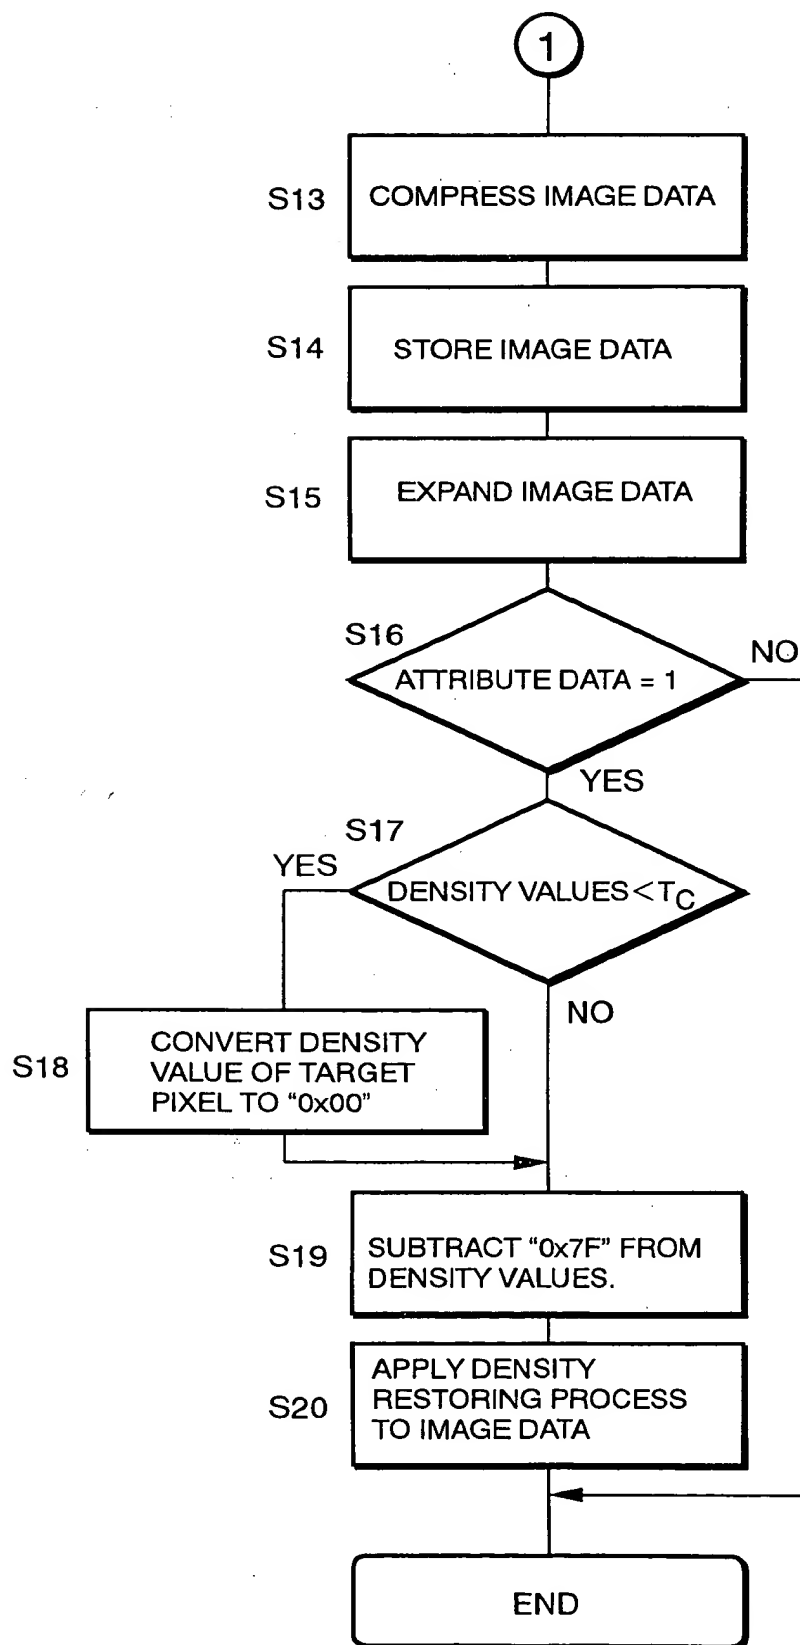 1
S13
COMPRESS IMAGE DATA
S14
STORE IMAGE DATA
S15
EXPAND IMAGE DATA
S16
ATTRIBUTE DATA = 1
NO
YES
S17
YES
DENSITY VALUES<TC
NO
S18
CONVERT DENSITY
VALUE OF TARGET
PIXEL TO “0x00”
S19
SUBTRACT “0x7F” FROM
DENSITY VALUES.
S20
APPLY DENSITY
RESTORING PROCESS
TO IMAGE DATA
END